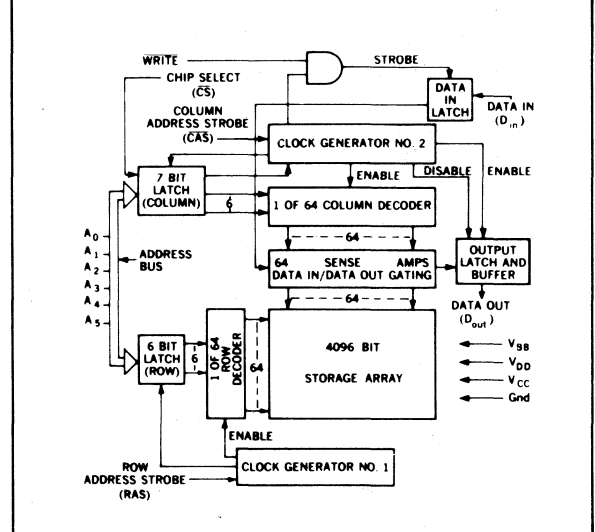 WRITE
STROBE
CHIP SELECT
(CS)
DATA
IN
LATCH
DATA IN
(Din)
COLUMN
ADDRESS STROBE
(CAS)
CLOCK GENERATOR NO. 2
7 BIT
LATCH
(COLUMN)
6
ENABLE
DISABLE
ENABLE
1 OF 64 COLUMN DECODER
64
A0
A1
A2
A3
A4
A5
ADDRESS
BUS
64 SENSE AMPS
DATA IN/DATA OUT GATING
OUTPUT
LATCH AND
BUFFER
64
DATA OUT
(Dout)
6 BIT
LATCH
(ROW)
6
1 OF 64
ROW
DECODER
64
4096 BIT
STORAGE ARRAY
VBB
VDD
VCC
Gnd
ENABLE
ROW
ADDRESS STROBE
(RAS)
CLOCK GENERATOR NO. 1